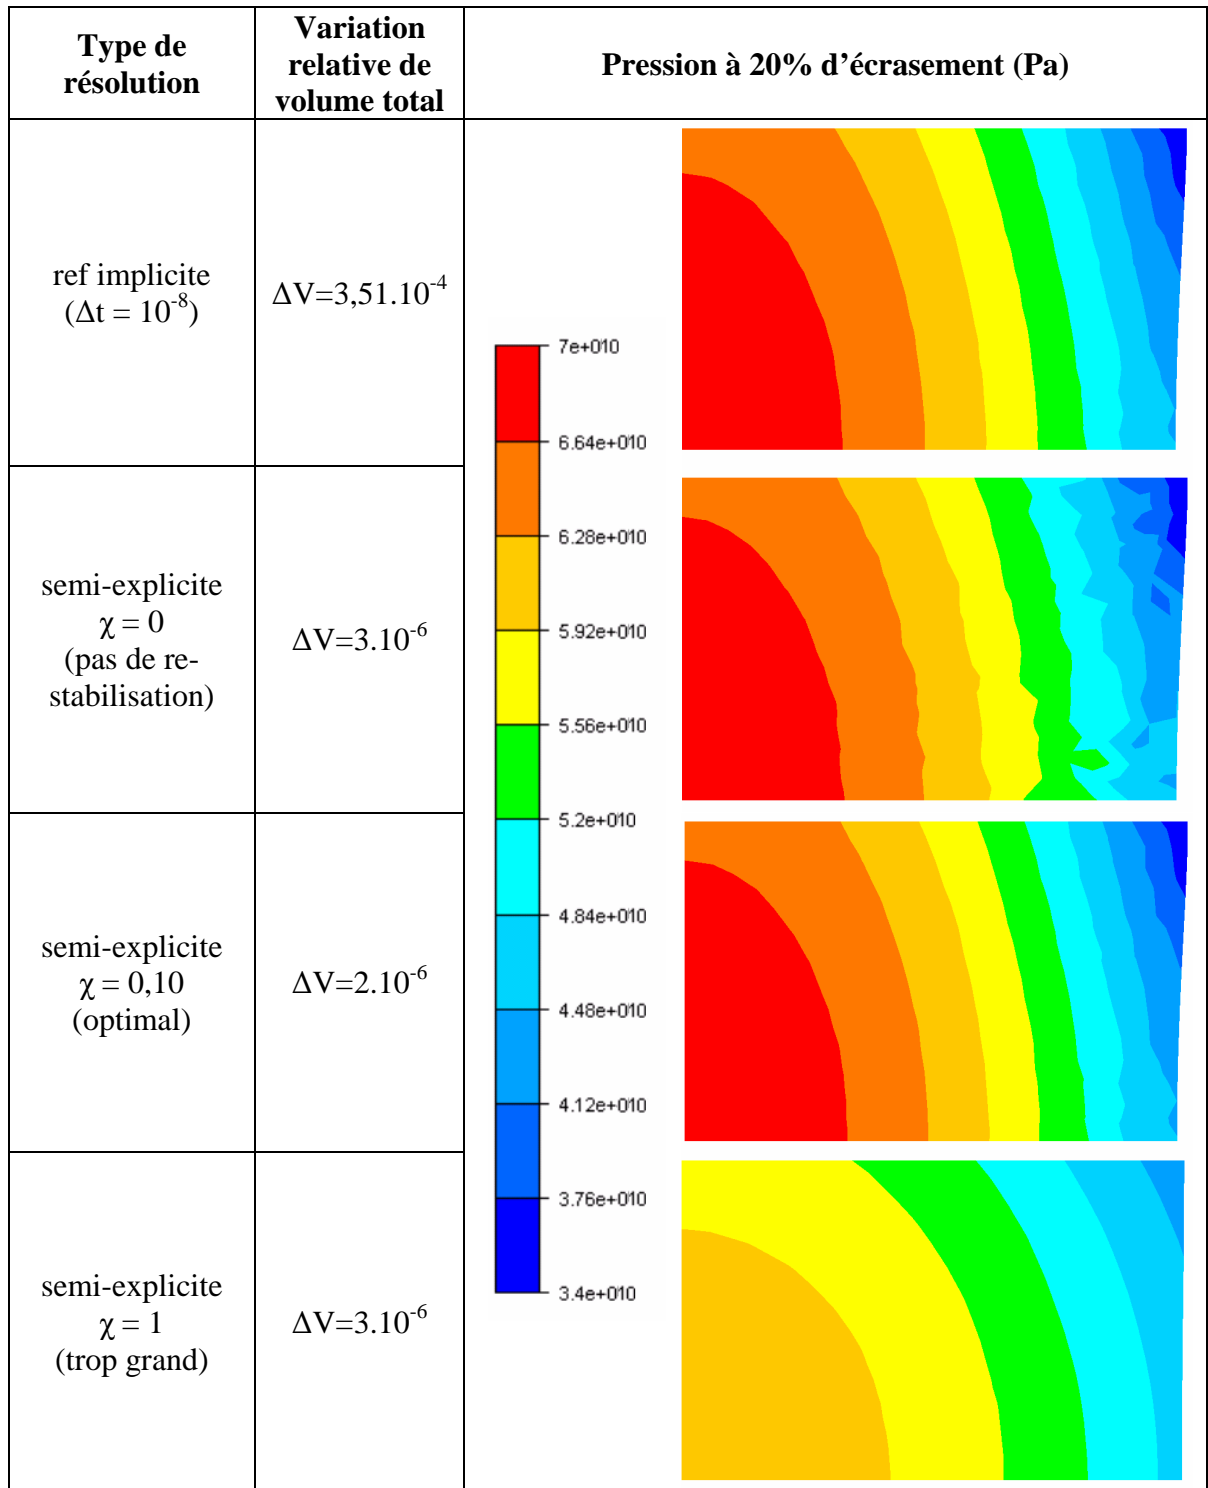 Type de
résolution
Variation
relative de
volume total
Pression à 20% d’écrasement (Pa)
ref implicite
(Δt = 10⁻⁸)
ΔV=3,51.10⁻⁴
semi-explicite
χ = 0
(pas de re-
stabilisation)
ΔV=3.10⁻⁶
semi-explicite
χ = 0,10
(optimal)
ΔV=2.10⁻⁶
semi-explicite
χ = 1
(trop grand)
ΔV=3.10⁻⁶
7e+010
6.64e+010
6.28e+010
5.92e+010
5.56e+010
5.2e+010
4.84e+010
4.48e+010
4.12e+010
3.76e+010
3.4e+010